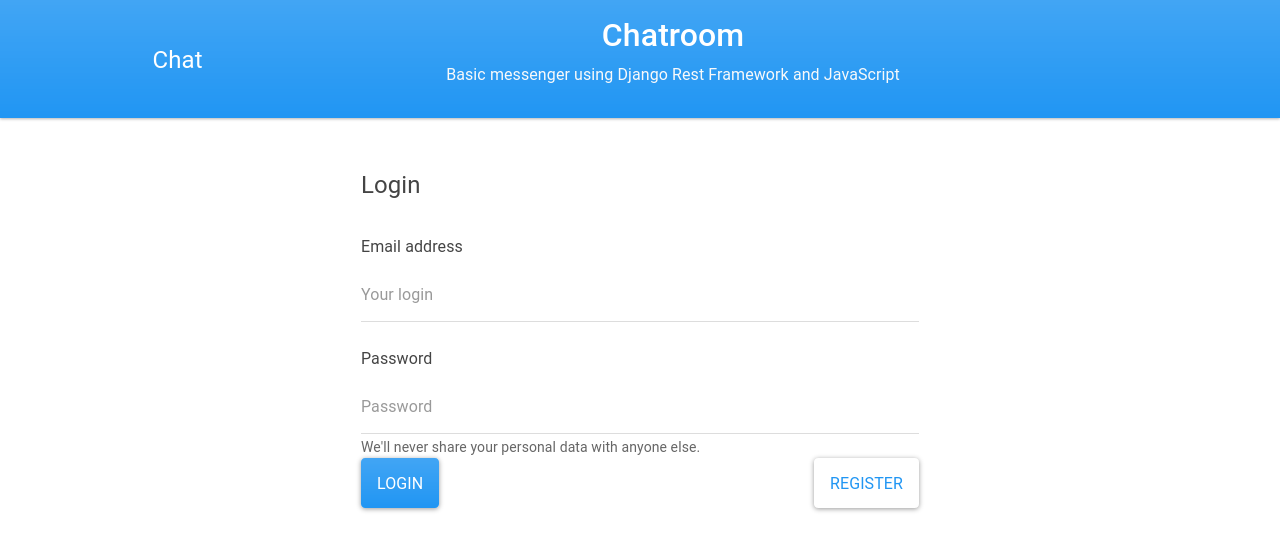 Chat
Chatroom
Basic messenger using Django Rest Framework and JavaScript
Login
Email address
Your login
Password
Password
We'll never share your personal data with anyone else.
LOGIN
REGISTER